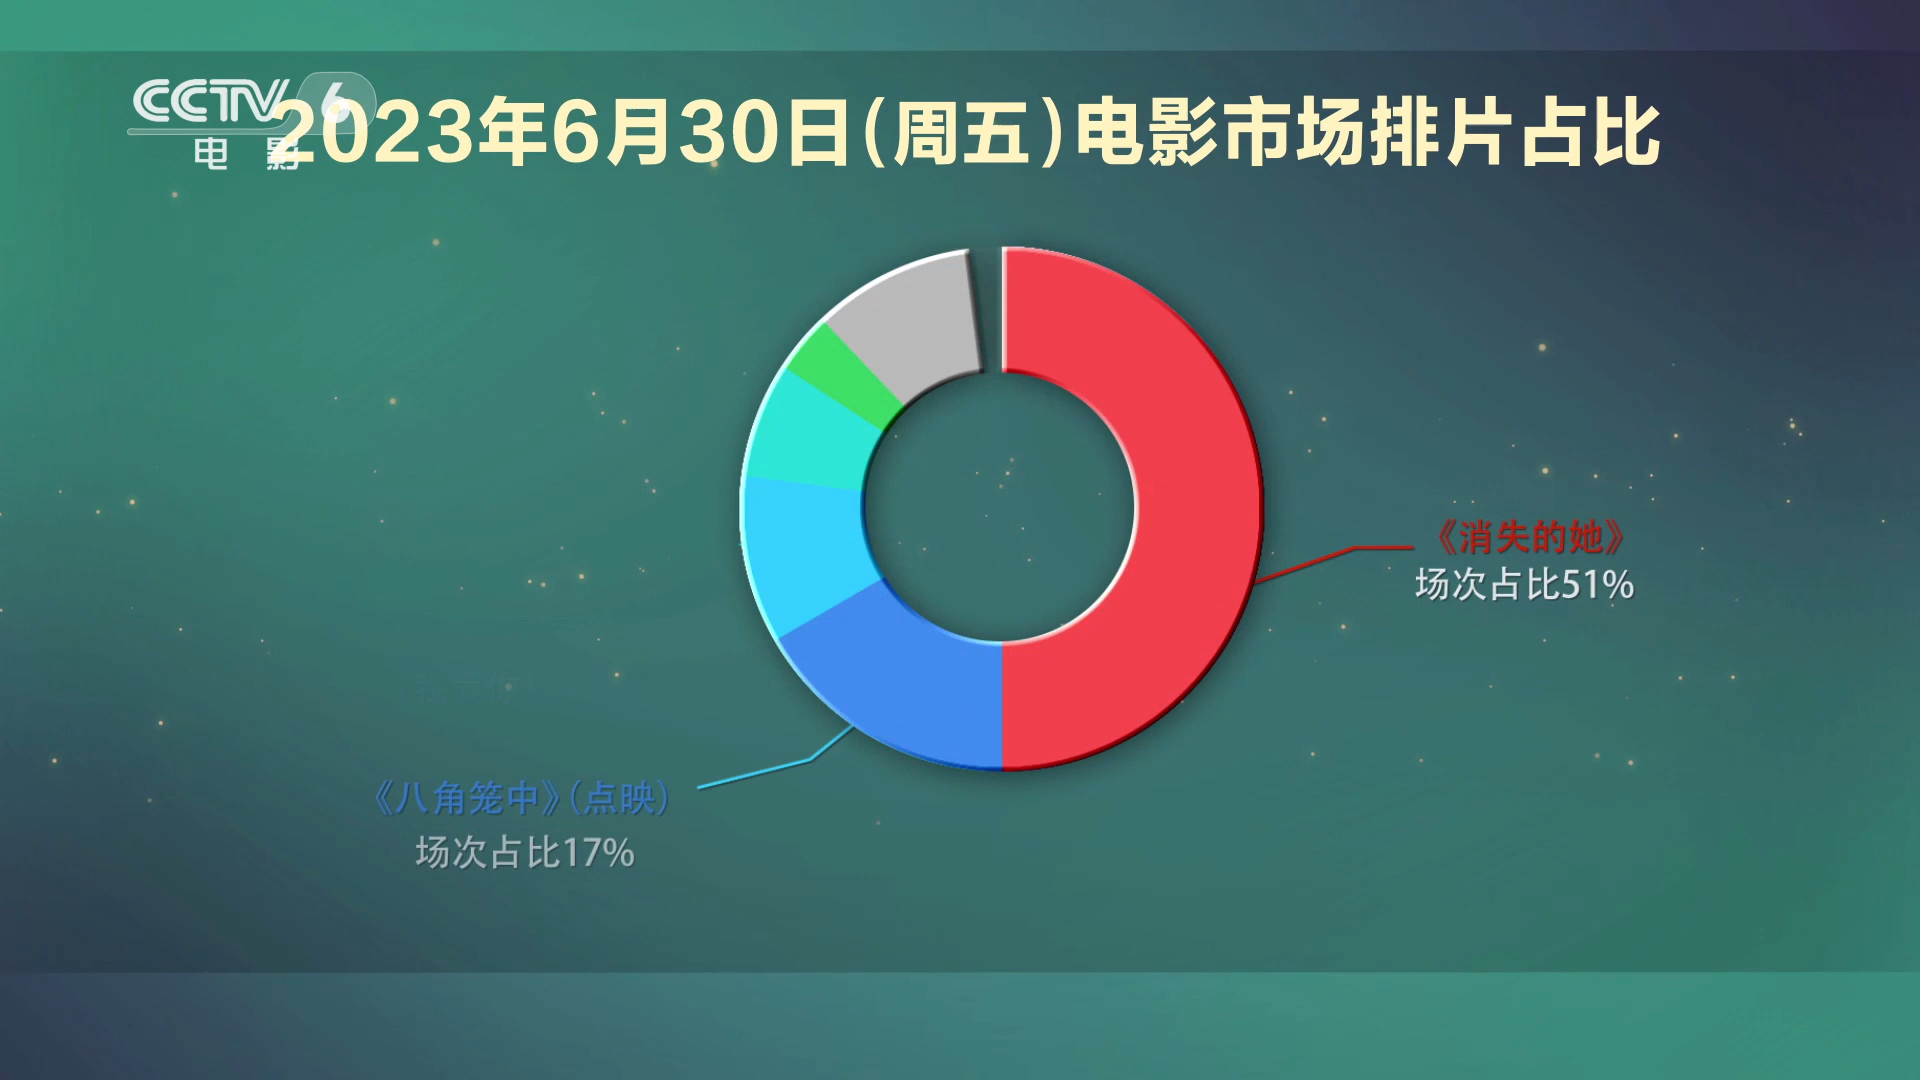 CCTV 6
电影
2023年6月30日(周五)电影市场排片占比
《消失的她》
场次占比51%
《八角笼中》(点映)
场次占比17%